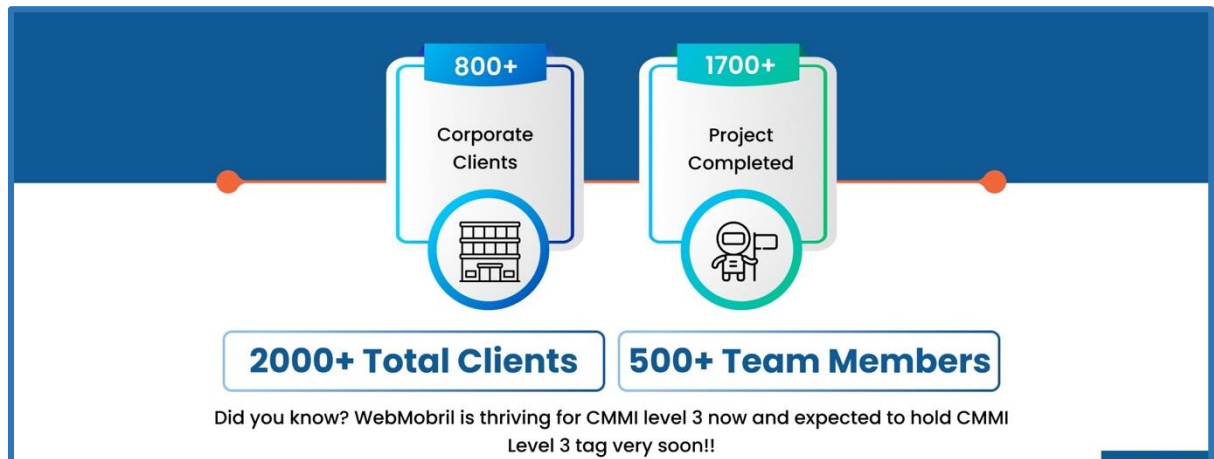 800+
Corporate
Clients
1700+
Project
Completed
2000+ Total Clients
500+ Team Members
Did you know? WebMobril is thriving for CMMI level 3 now and expected to hold CMMI
Level 3 tag very soon!!